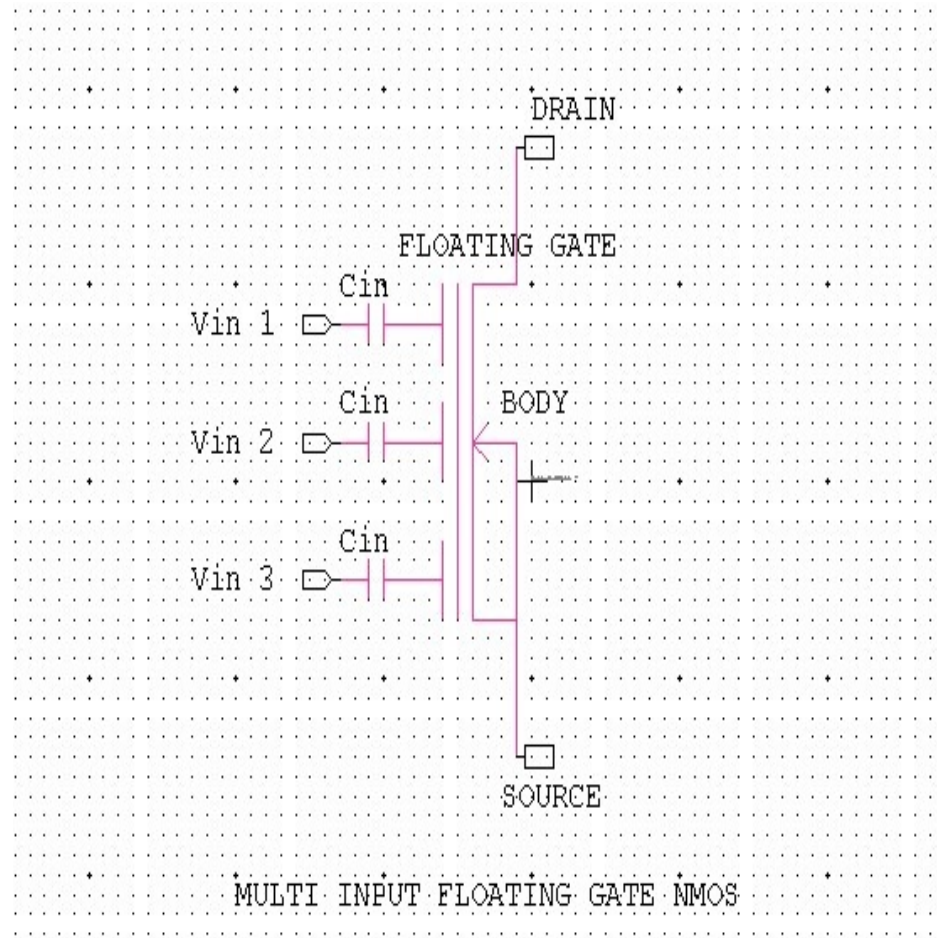 DRAIN
FLOATING GATE
Cin
Vin 1
Cin
BODY
Vin 2
Cin
Vin 3
SOURCE
MULTI INPUT FLOATING GATE NMOS